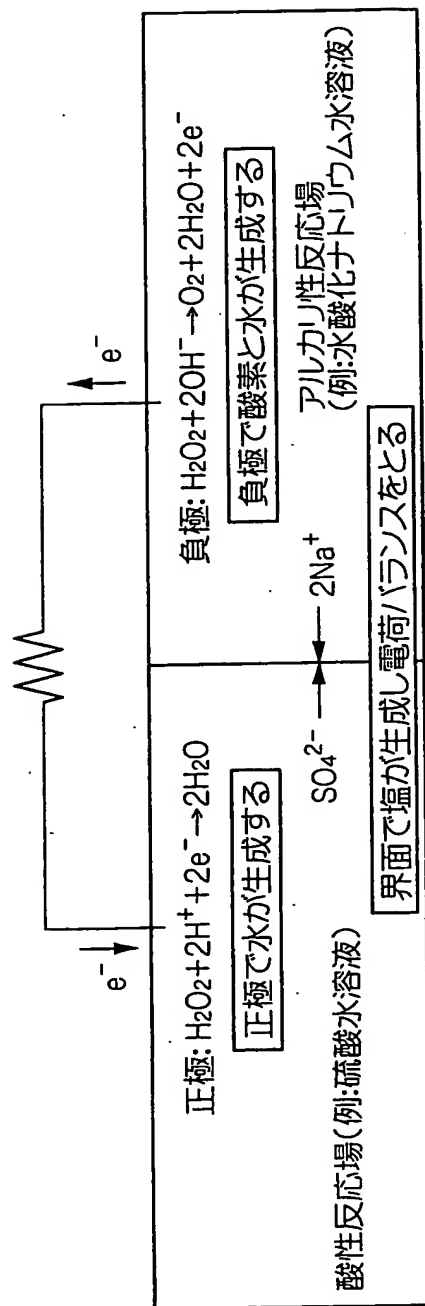 e⁻
e⁻
正極: H₂O₂+2H⁺+2e⁻→2H₂O
正極で水が生成する
負極: H₂O₂+2OH⁻→O₂+2H₂O+2e⁻
負極で酸素と水が生成する
SO₄²⁻
2Na⁺
酸性反応場(例:硫酸水溶液)
アルカリ性反応場
(例:水酸化ナトリウム水溶液)
界面で塩が生成し電荷バランスをとる